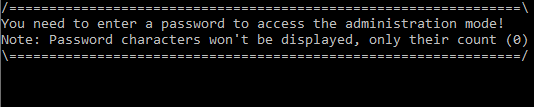 /=================================================================\
You need to enter a password to access the administration mode!
Note: Password characters won't be displayed, only their count (0)
\=================================================================/